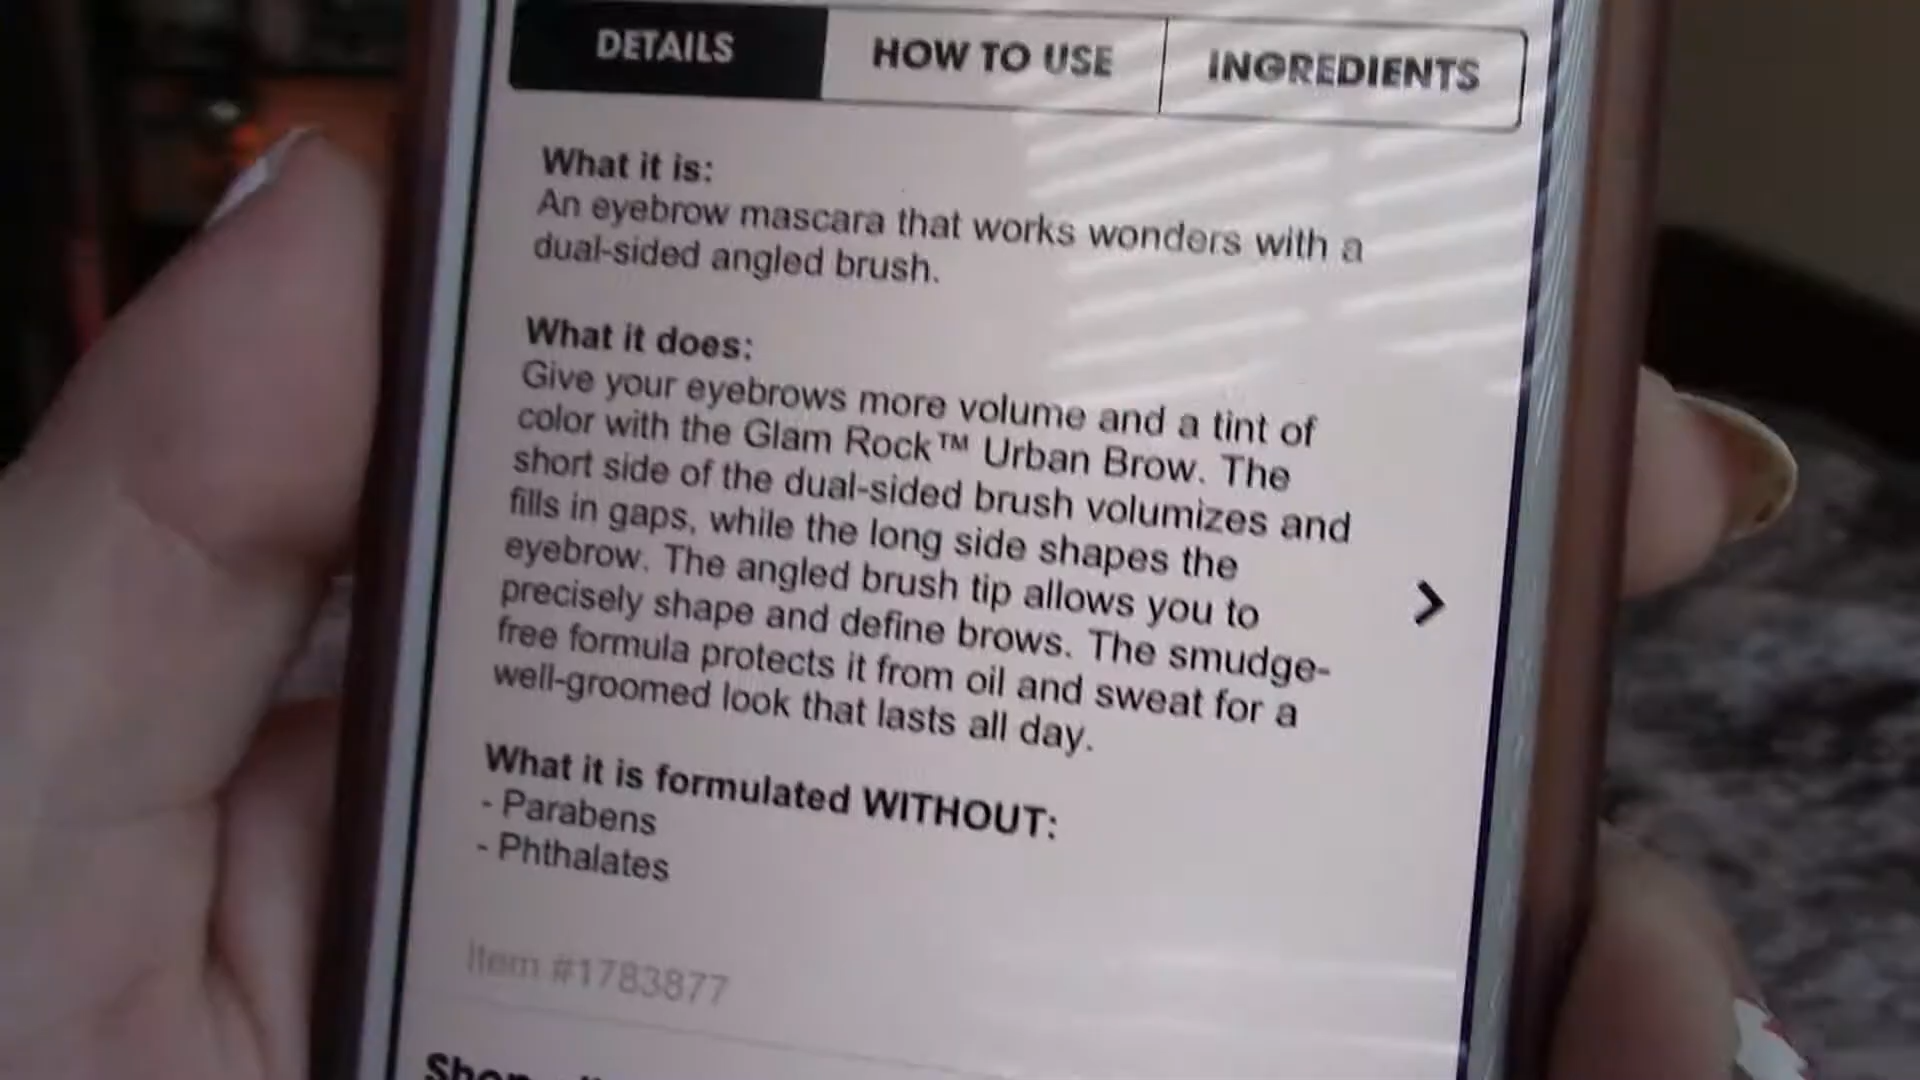 DETAILS
HOW TO USE
INGREDIENTS
What it is:
An eyebrow mascara that works wonders with a
dual-sided angled brush.
What it does:
Give your eyebrows more volume and a tint of
color with the Glam Rock™ Urban Brow. The
short side of the dual-sided brush volumizes and
fills in gaps, while the long side shapes the
eyebrow. The angled brush tip allows you to
precisely shape and define brows. The smudge-
free formula protects it from oil and sweat for a
well-groomed look that lasts all day.
What it is formulated WITHOUT:
- Parabens
- Phthalates
Item #1783877